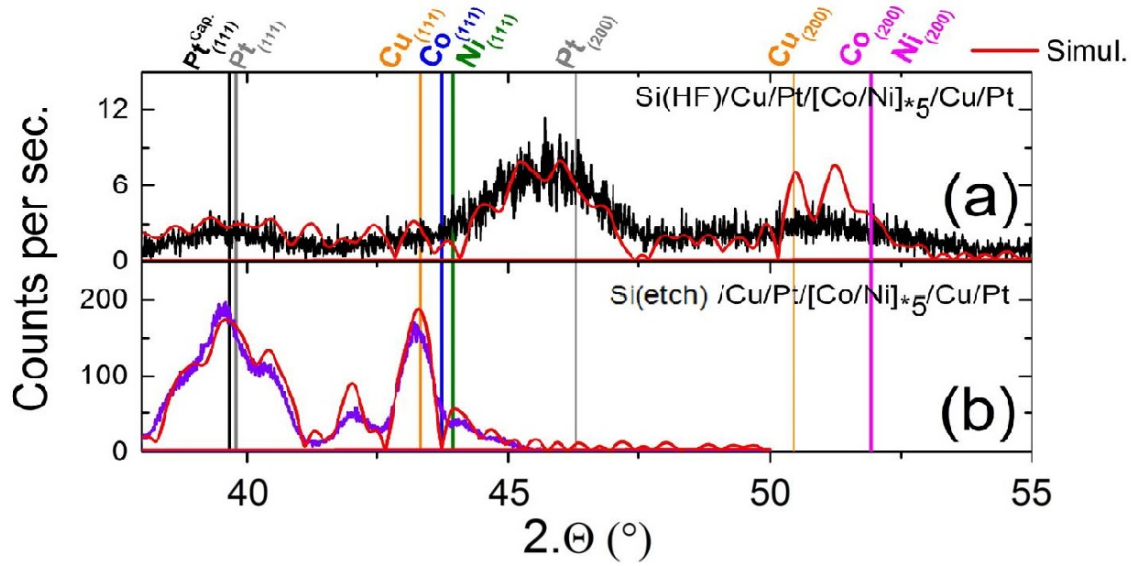 Pt Cap. (111)
Pt (111)
Cu (111)
Co (111)
Ni (111)
Pt (200)
Cu (200)
Co (200)
Ni (200)
Simul.
Counts per sec.
12
6
0
Si(HF)/Cu/Pt/[Co/Ni]*5/Cu/Pt
(a)
200
100
0
Si(etch) /Cu/Pt/[Co/Ni]*5/Cu/Pt
(b)
40 45 50 55
2.Θ (°)